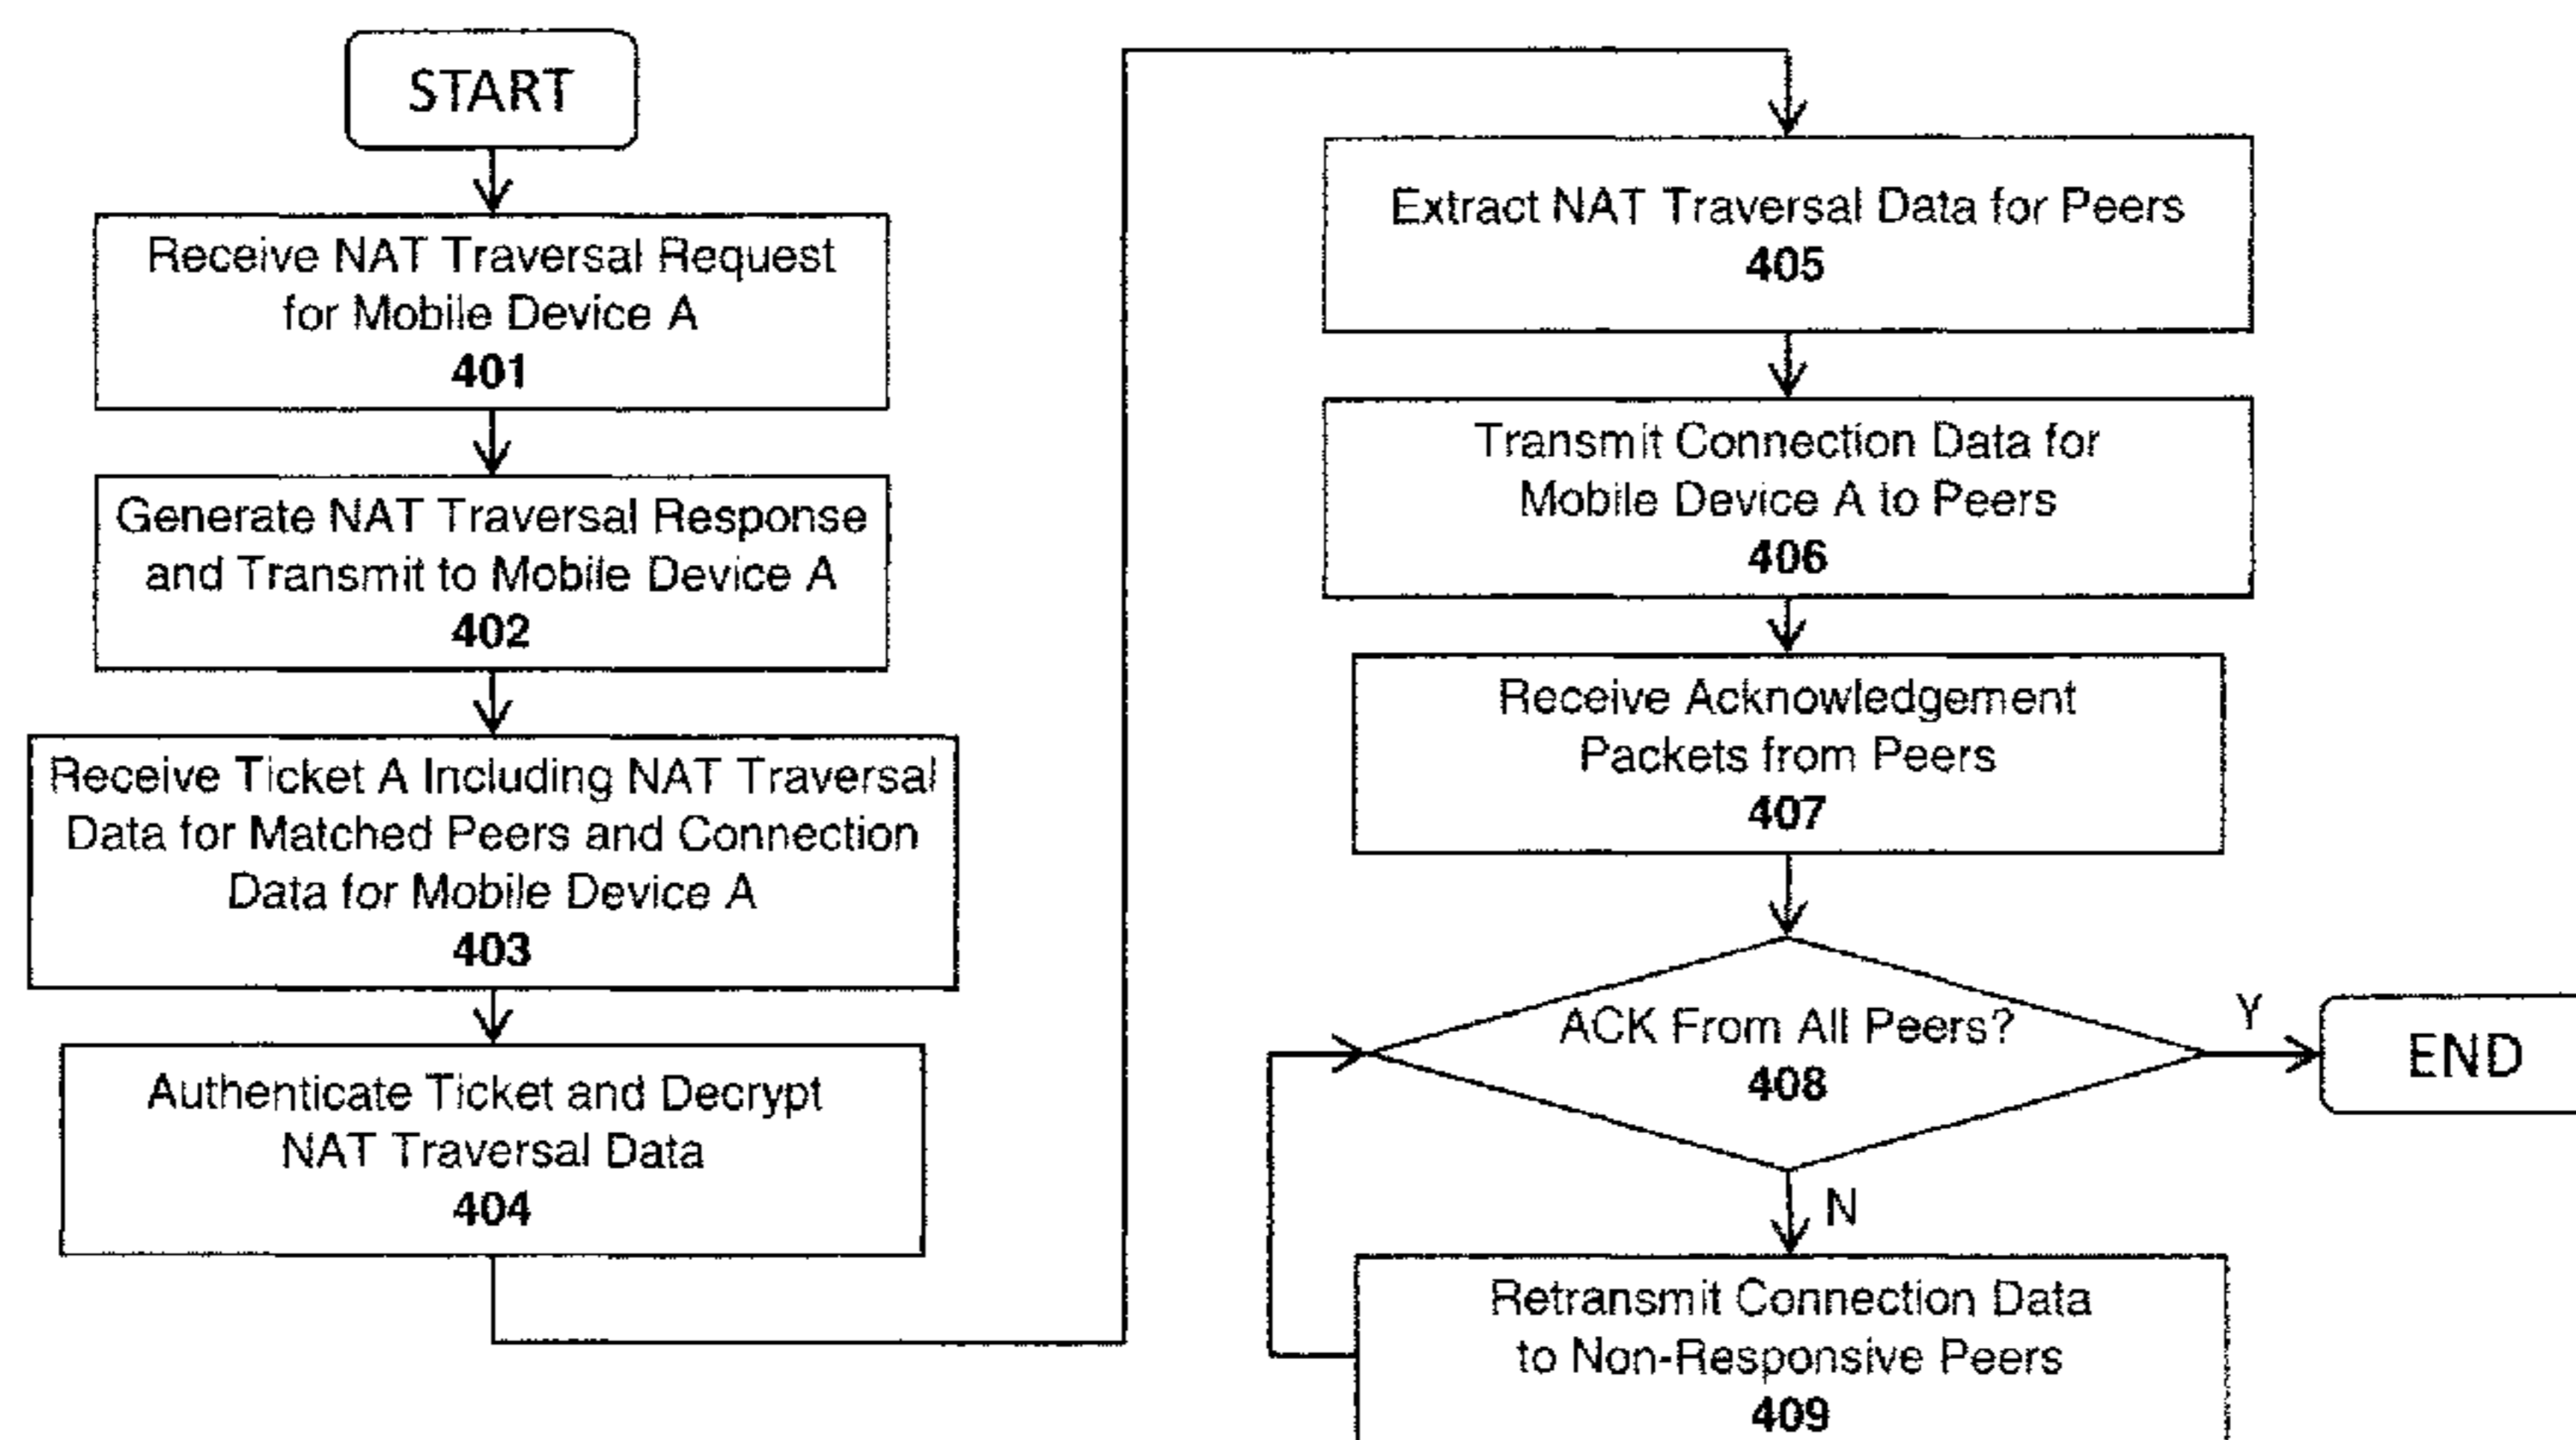 START
Receive NAT Traversal Request
for Mobile Device A
401
Generate NAT Traversal Response
and Transmit to Mobile Device A
402
Receive Ticket A Including NAT Traversal
Data for Matched Peers and Connection
Data for Mobile Device A
403
Authenticate Ticket and Decrypt
NAT Traversal Data
404
Extract NAT Traversal Data for Peers
405
Transmit Connection Data for
Mobile Device A to Peers
406
Receive Acknowledgement
Packets from Peers
407
ACK From All Peers?
408
Y
END
N
Retransmit Connection Data
to Non-Responsive Peers
409